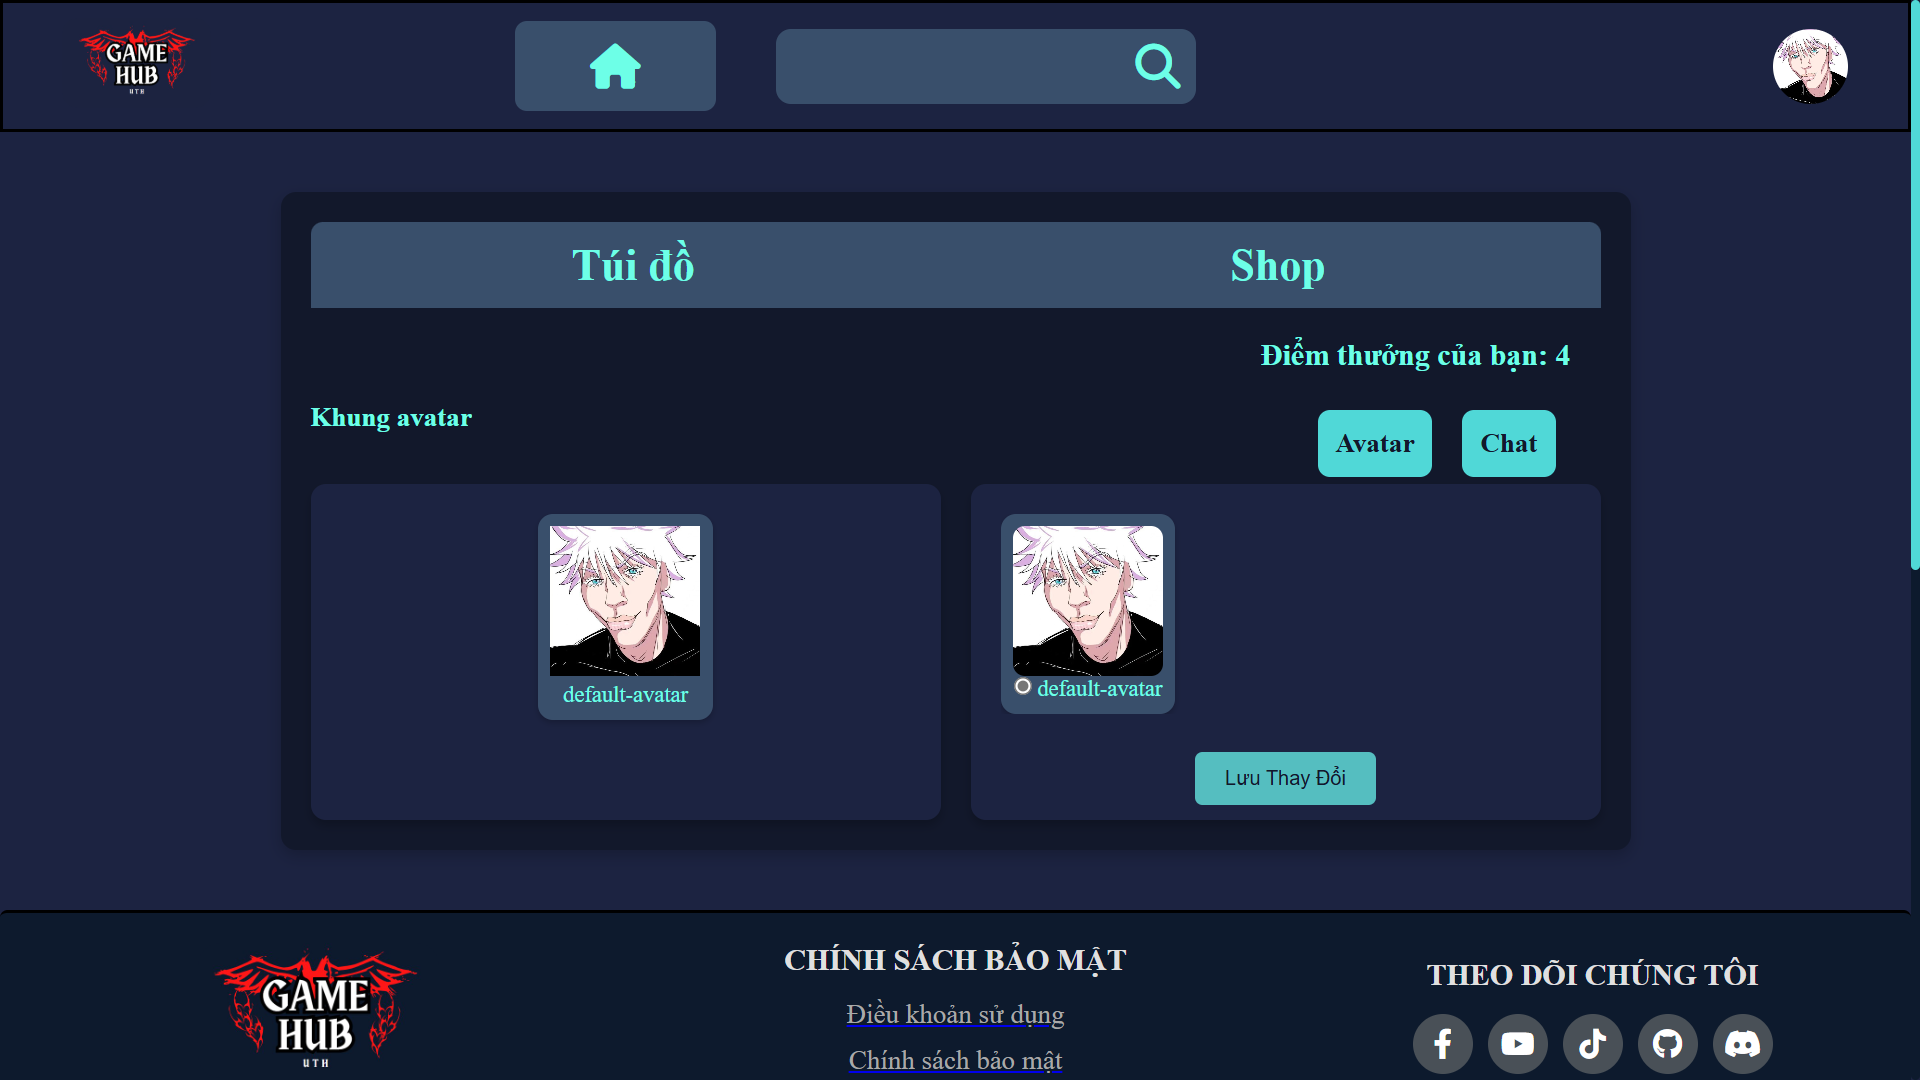 GAME
HUB
UTH
Túi đồ
Shop
Điểm thưởng của bạn: 4
Khung avatar
Avatar
Chat
default-avatar
default-avatar
Lưu Thay Đổi
GAME
HUB
UTH
CHÍNH SÁCH BẢO MẬT
Điều khoản sử dụng
Chính sách bảo mật
THEO DÕI CHÚNG TÔI